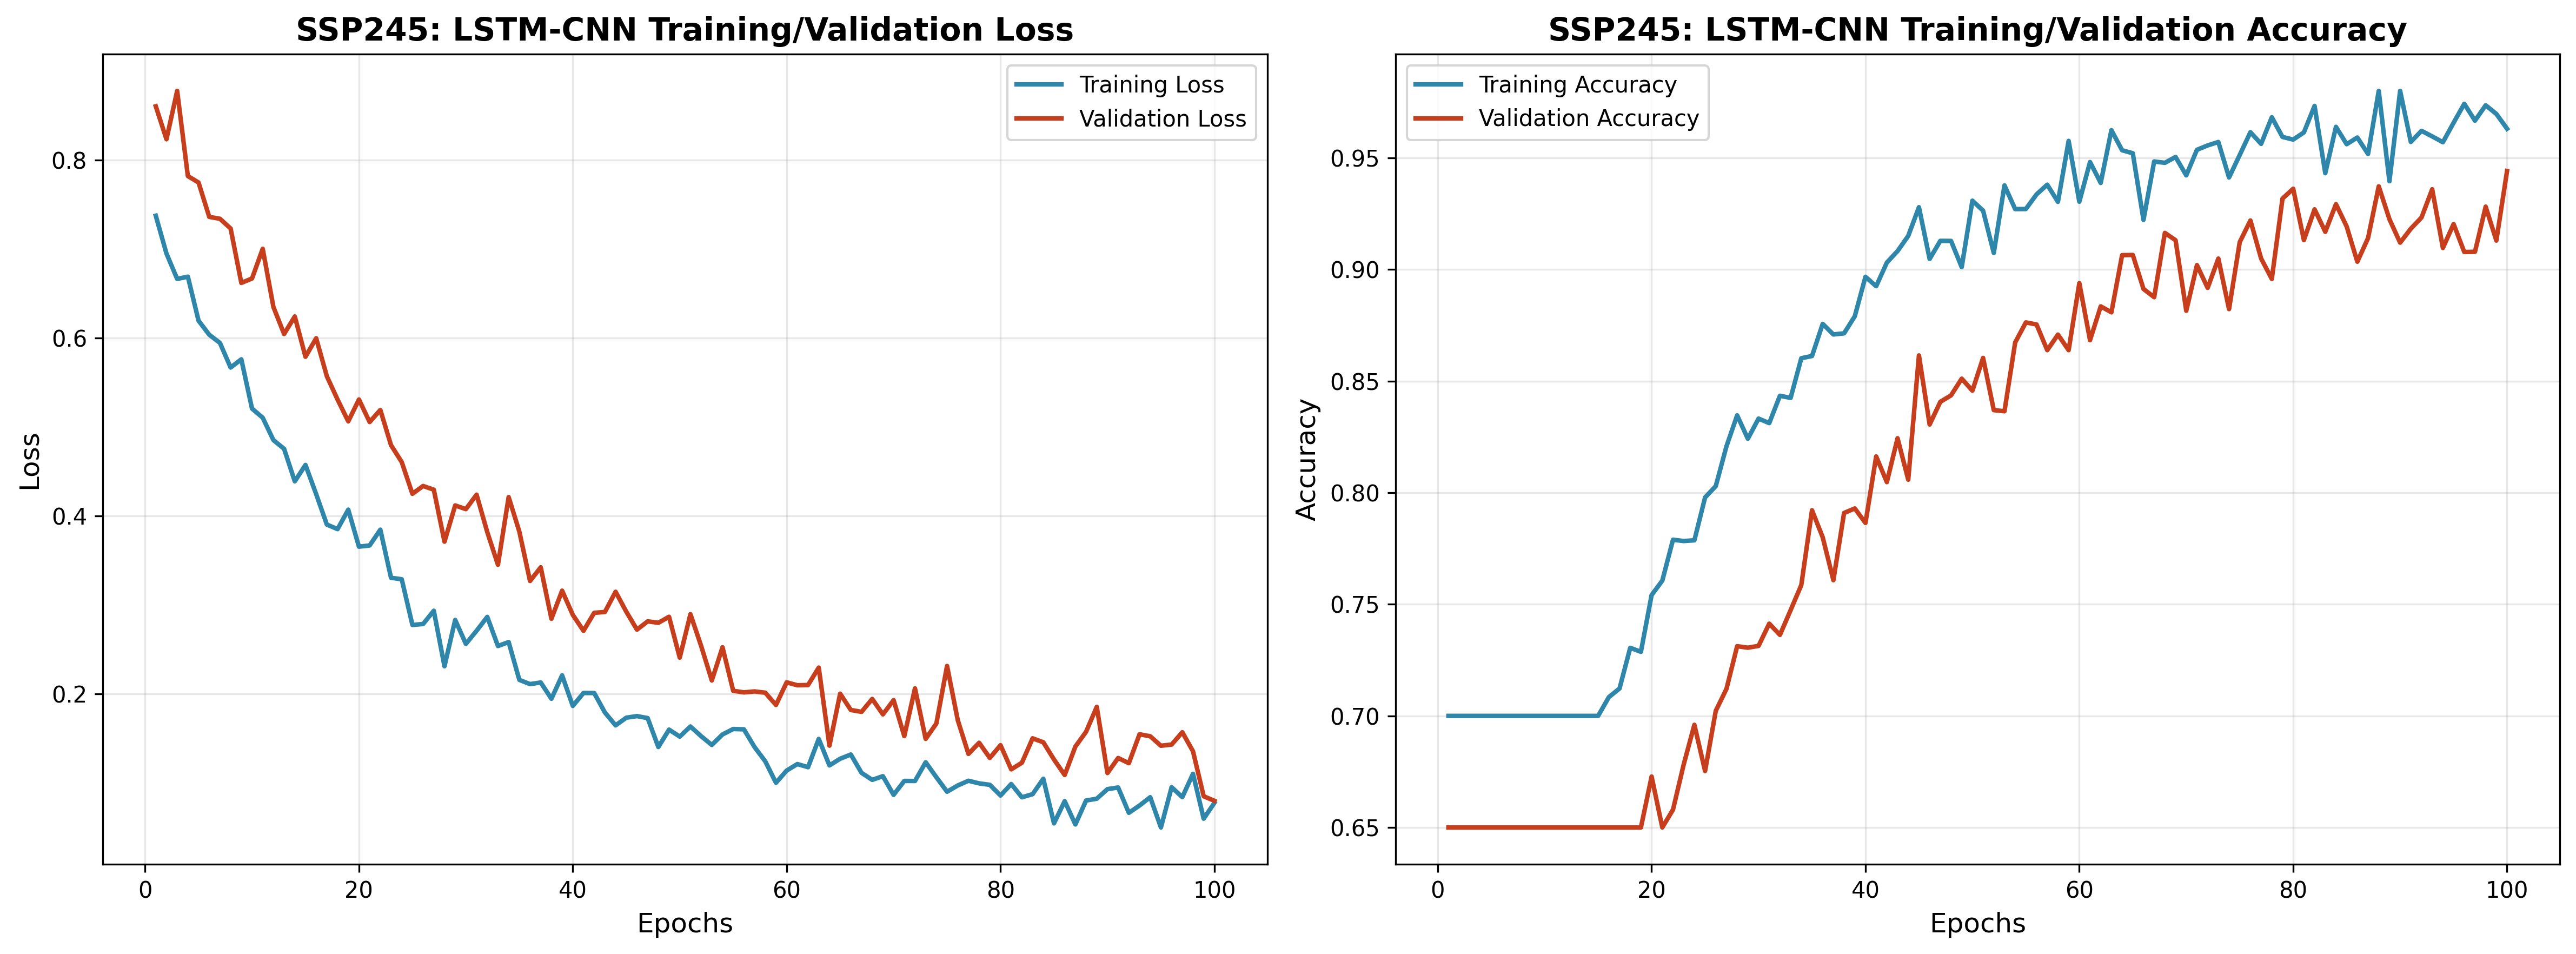 SSP245: LSTM-CNN Training/Validation Loss
Training Loss
Validation Loss
0.8
0.6
0.4
0.2
Loss
0 20 40 60 80 100
Epochs
SSP245: LSTM-CNN Training/Validation Accuracy
Training Accuracy
Validation Accuracy
0.95
0.90
0.85
0.80
0.75
0.70
0.65
Accuracy
0 20 40 60 80 100
Epochs